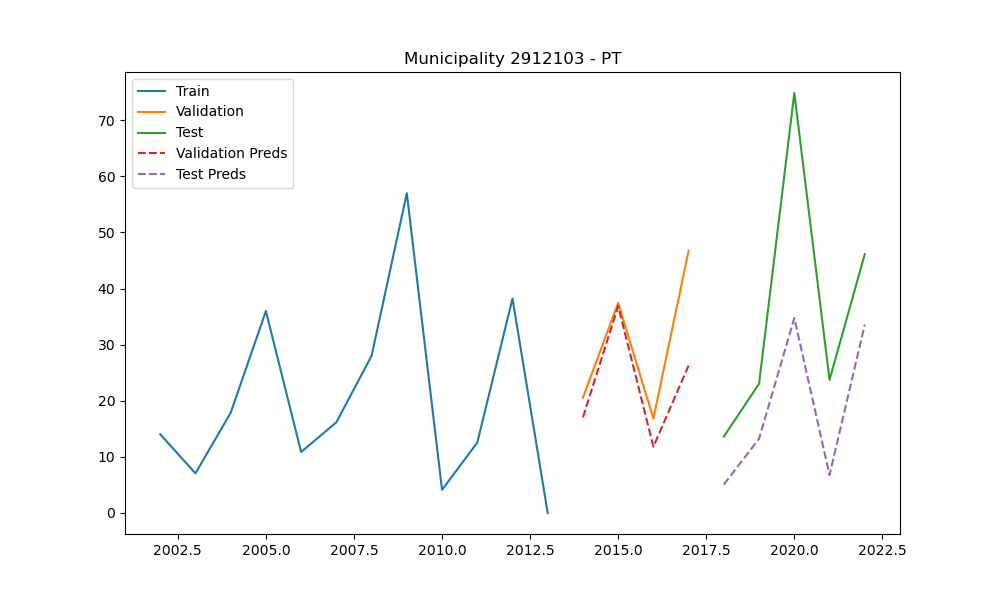 Municipality 2912103 - PT
Train
Validation
Test
Validation Preds
Test Preds
70
60
50
40
30
20
10
0
2002.5 2005.0 2007.5 2010.0 2012.5 2015.0 2017.5 2020.0 2022.5